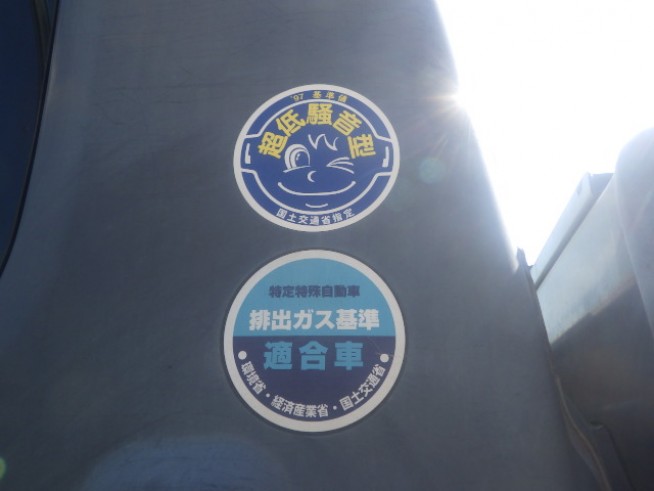 '97 基準値
超低騒音型
国土交通省指定
特定特殊自動車
排出ガス基準
適合車
●環境省・経済産業省・国土交通省●